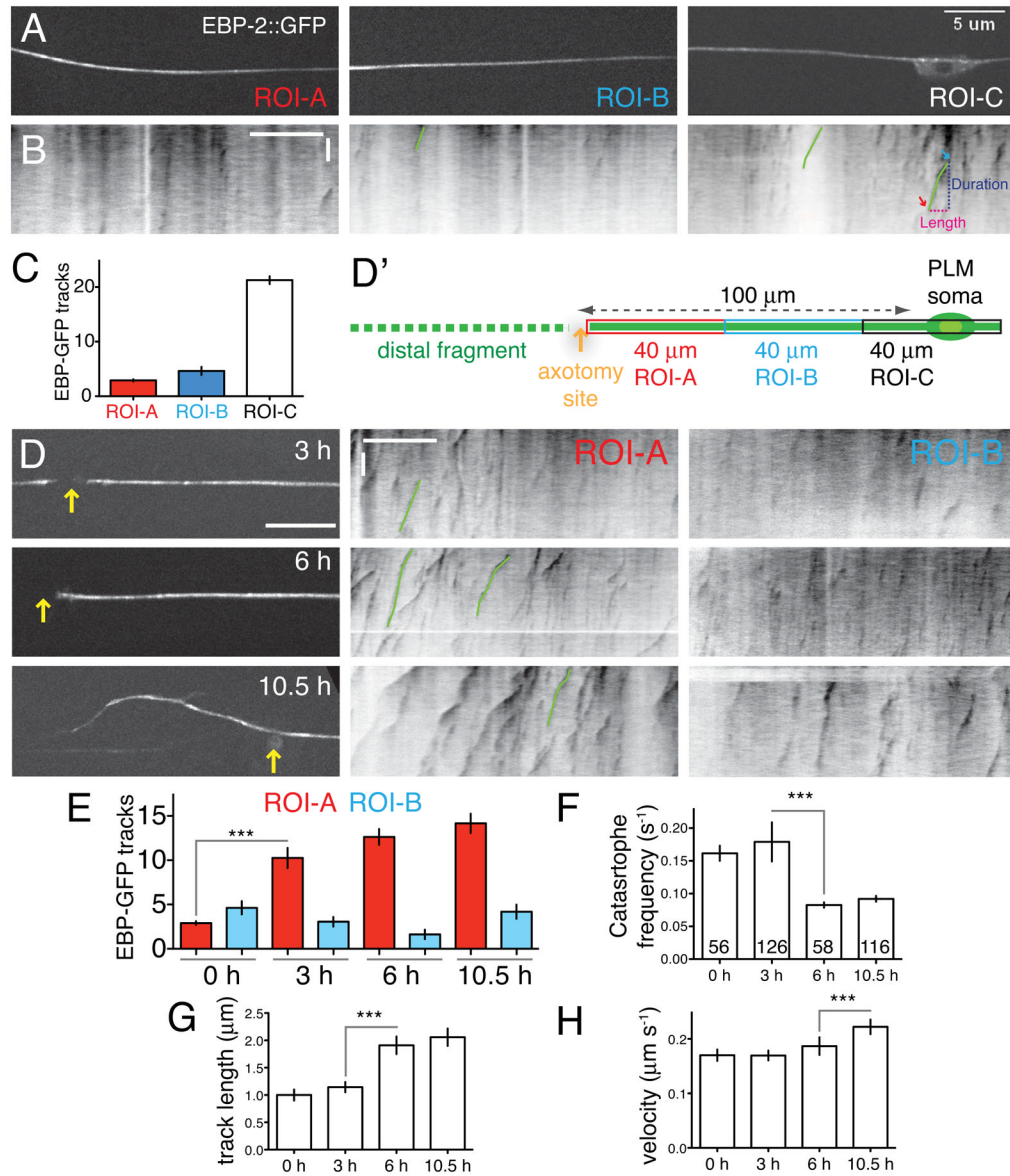 A
EBP-2::GFP
ROI-A
ROI-B
5 um
ROI-C
B
Duration
Length
C
EBP-GFP tracks
20
10
0
ROI-A
ROI-B
ROI-C
D'
100 μm
PLM
soma
distal fragment
axotomy
site
40 μm
ROI-A
40 μm
ROI-B
40 μm
ROI-C
D
3 h
ROI-A
ROI-B
6 h
10.5 h
E
ROI-A ROI-B
EBP-GFP tracks
15
10
5
0
***
0 h
3 h
6 h
10.5 h
F
Catasrtophe
frequency (s-1)
0.20
0.15
0.10
0.05
0.00
***
56
126
58
116
0 h
3 h
6 h
10.5 h
G
track length (μm)
2.5
2.0
1.5
1.0
0.5
0.0
***
0 h
3 h
6 h
10.5 h
H
velocity (μm s-1)
0.2
0.1
0.0
***
0 h
3 h
6 h
10.5 h